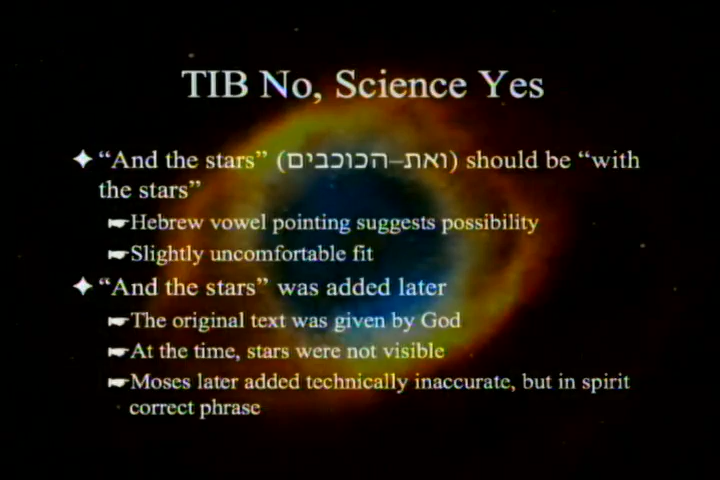 TIB No, Science Yes
“And the stars” (ואת–הכוכבים) should be “with
the stars”
Hebrew vowel pointing suggests possibility
Slightly uncomfortable fit
“And the stars” was added later
The original text was given by God
At the time, stars were not visible
Moses later added technically inaccurate, but in spirit
correct phrase